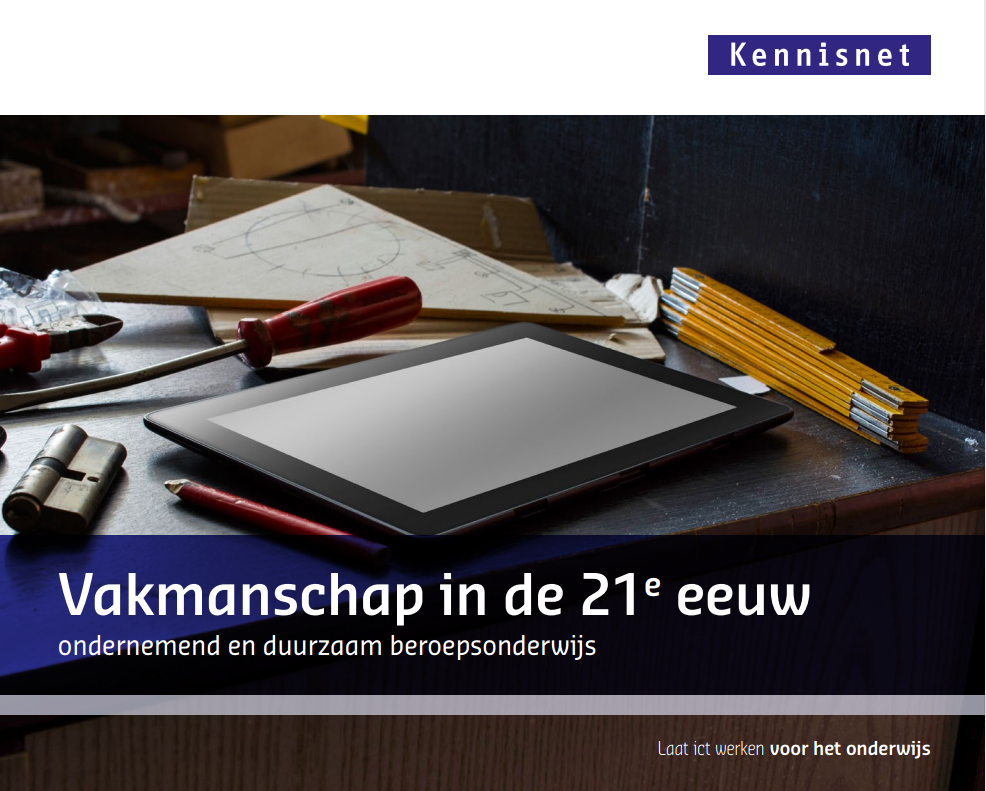 Kennisnet
Vakmanschap in de 21e eeuw
ondernemend en duurzaam beroepsonderwijs
Laat ict werken voor het onderwijs